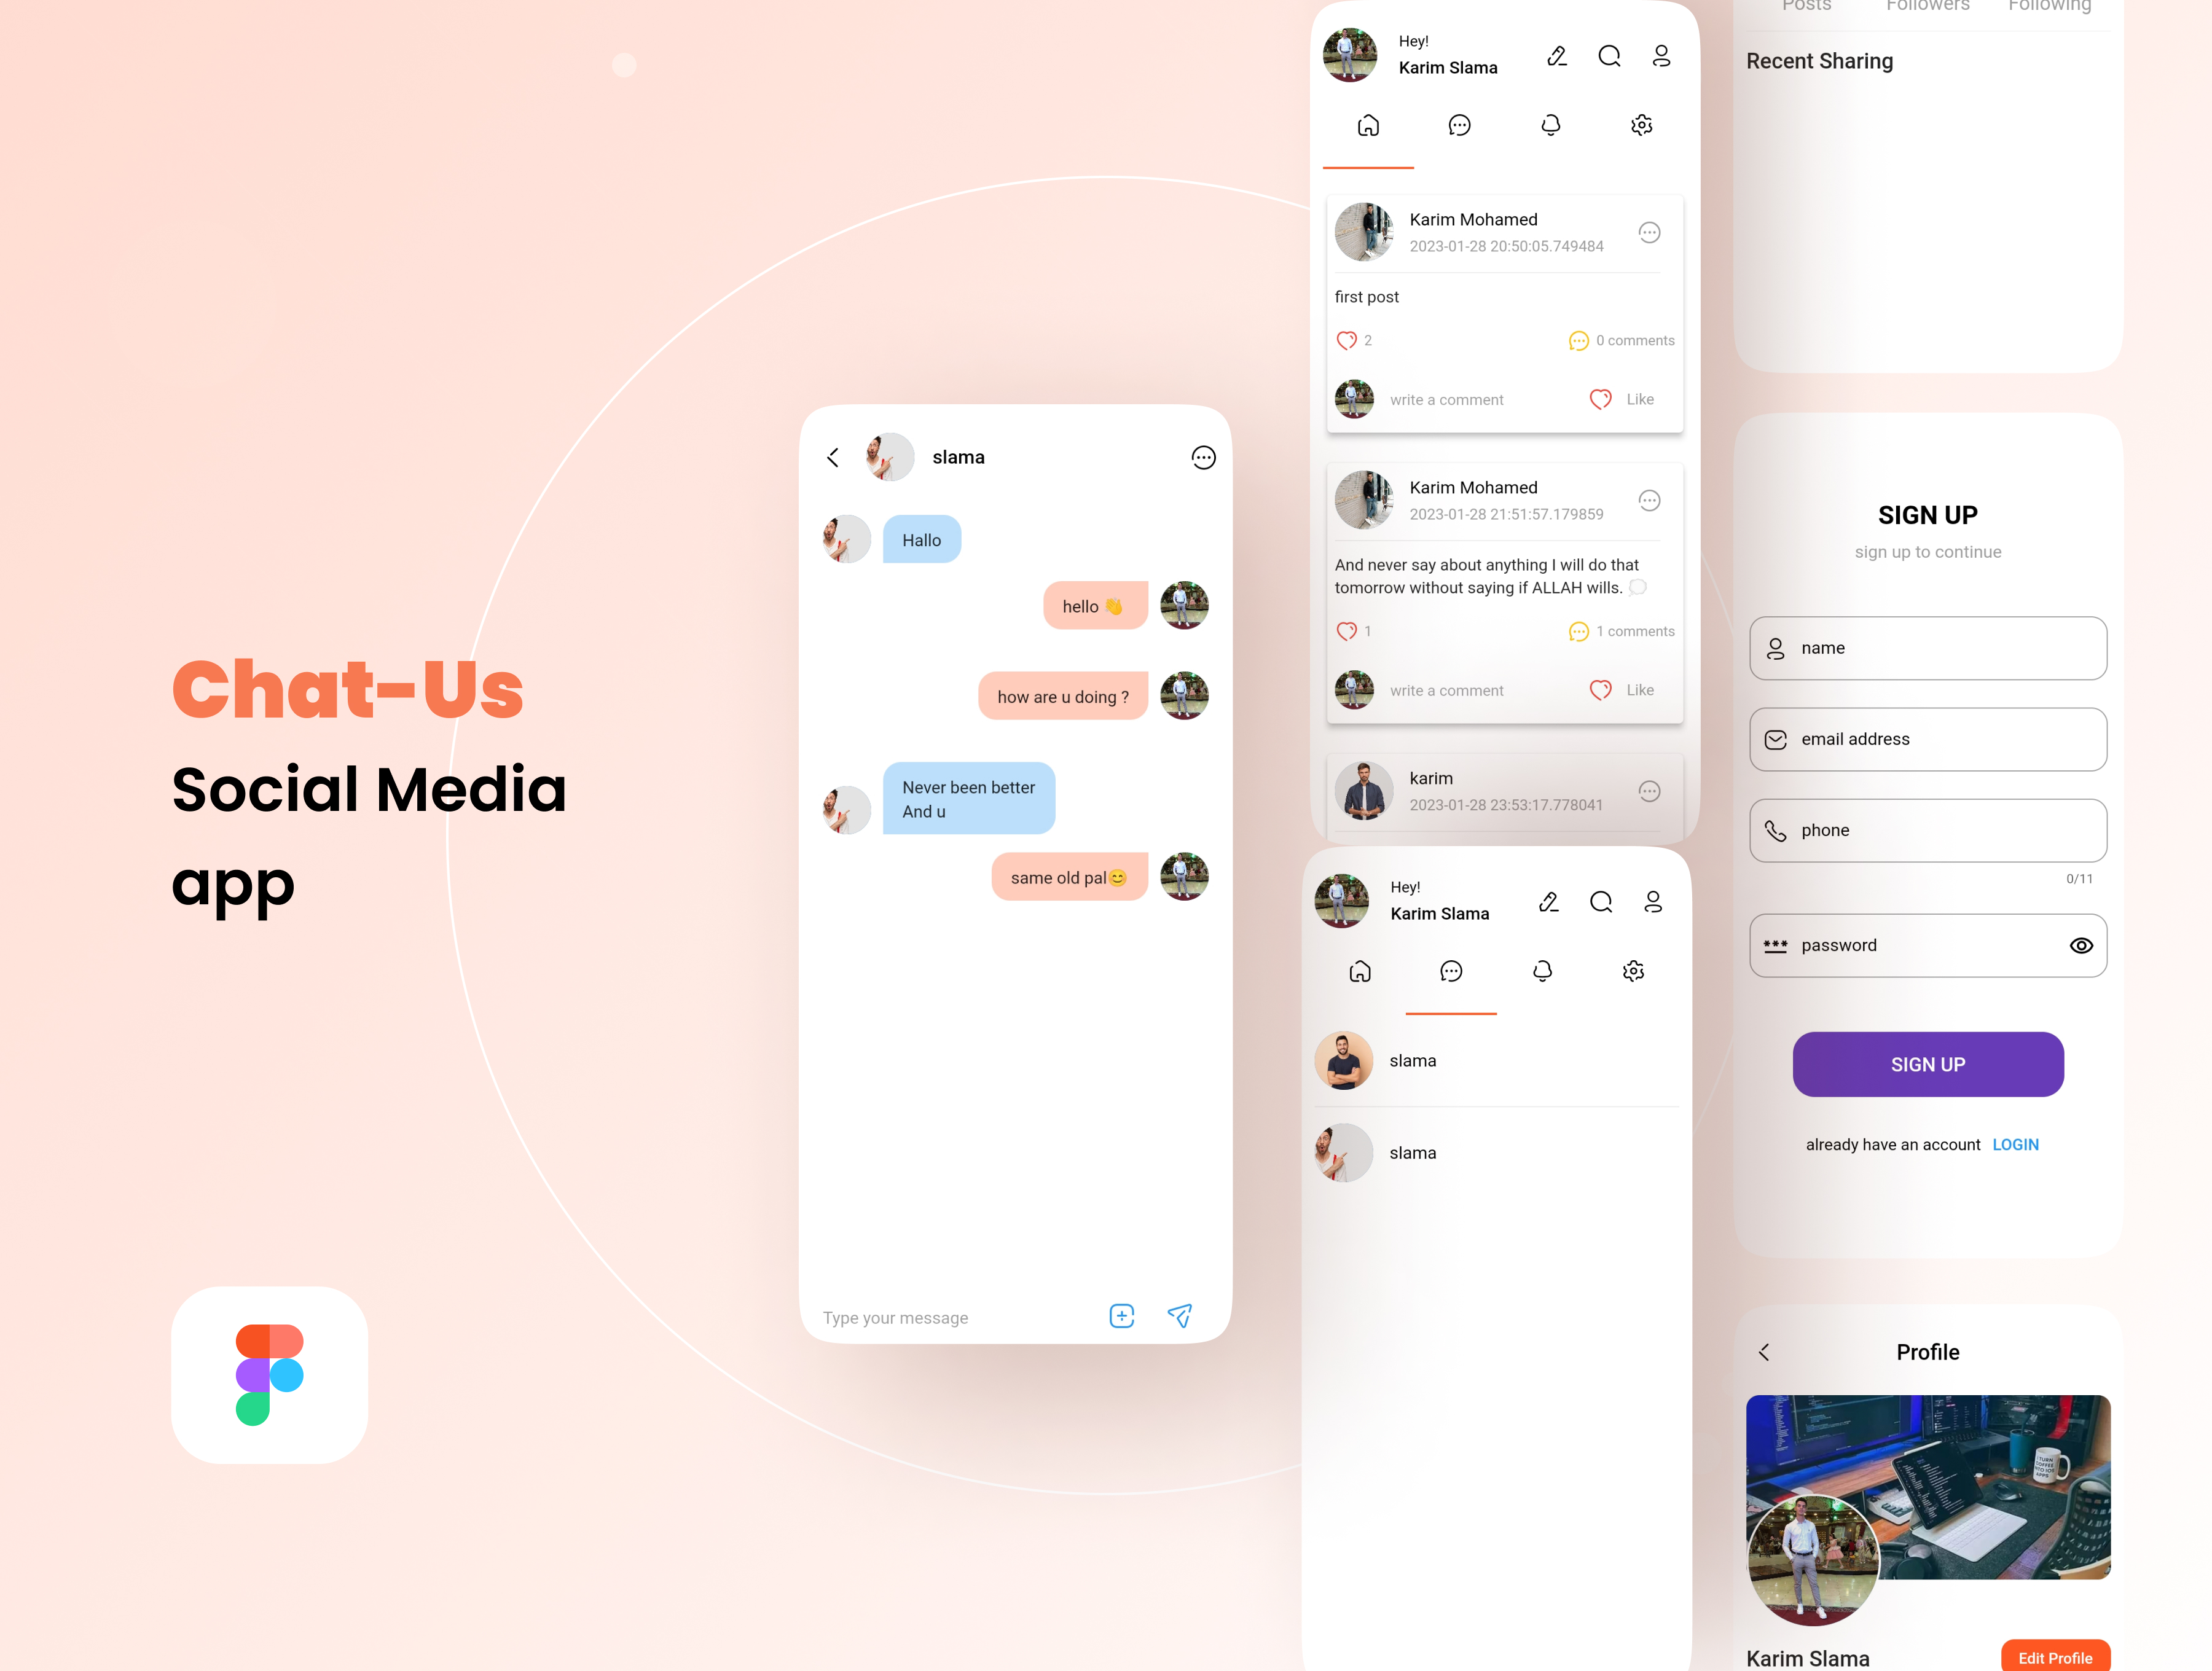 Chat-Us
Social Media
app
slama
Hallo
hello 👏
how are u doing ?
Never been better
And u
same old pal😊
Type your message
Hey!
Karim Slama
Karim Mohamed
2023-01-28 20:50:05.749484
first post
2
0 comments
write a comment
Like
Karim Mohamed
2023-01-28 21:51:57.179859
And never say about anything I will do that
tomorrow without saying if ALLAH wills. 💭
1
1 comments
write a comment
Like
karim
2023-01-28 23:53:17.778041
Hey!
Karim Slama
slama
slama
Posts Followers Following
Recent Sharing
SIGN UP
sign up to continue
name
email address
phone
0/11
*** password
SIGN UP
already have an account LOGIN
Profile
I TURN
COFFEE
INTO IOS
APPS
Karim Slama
Edit Profile